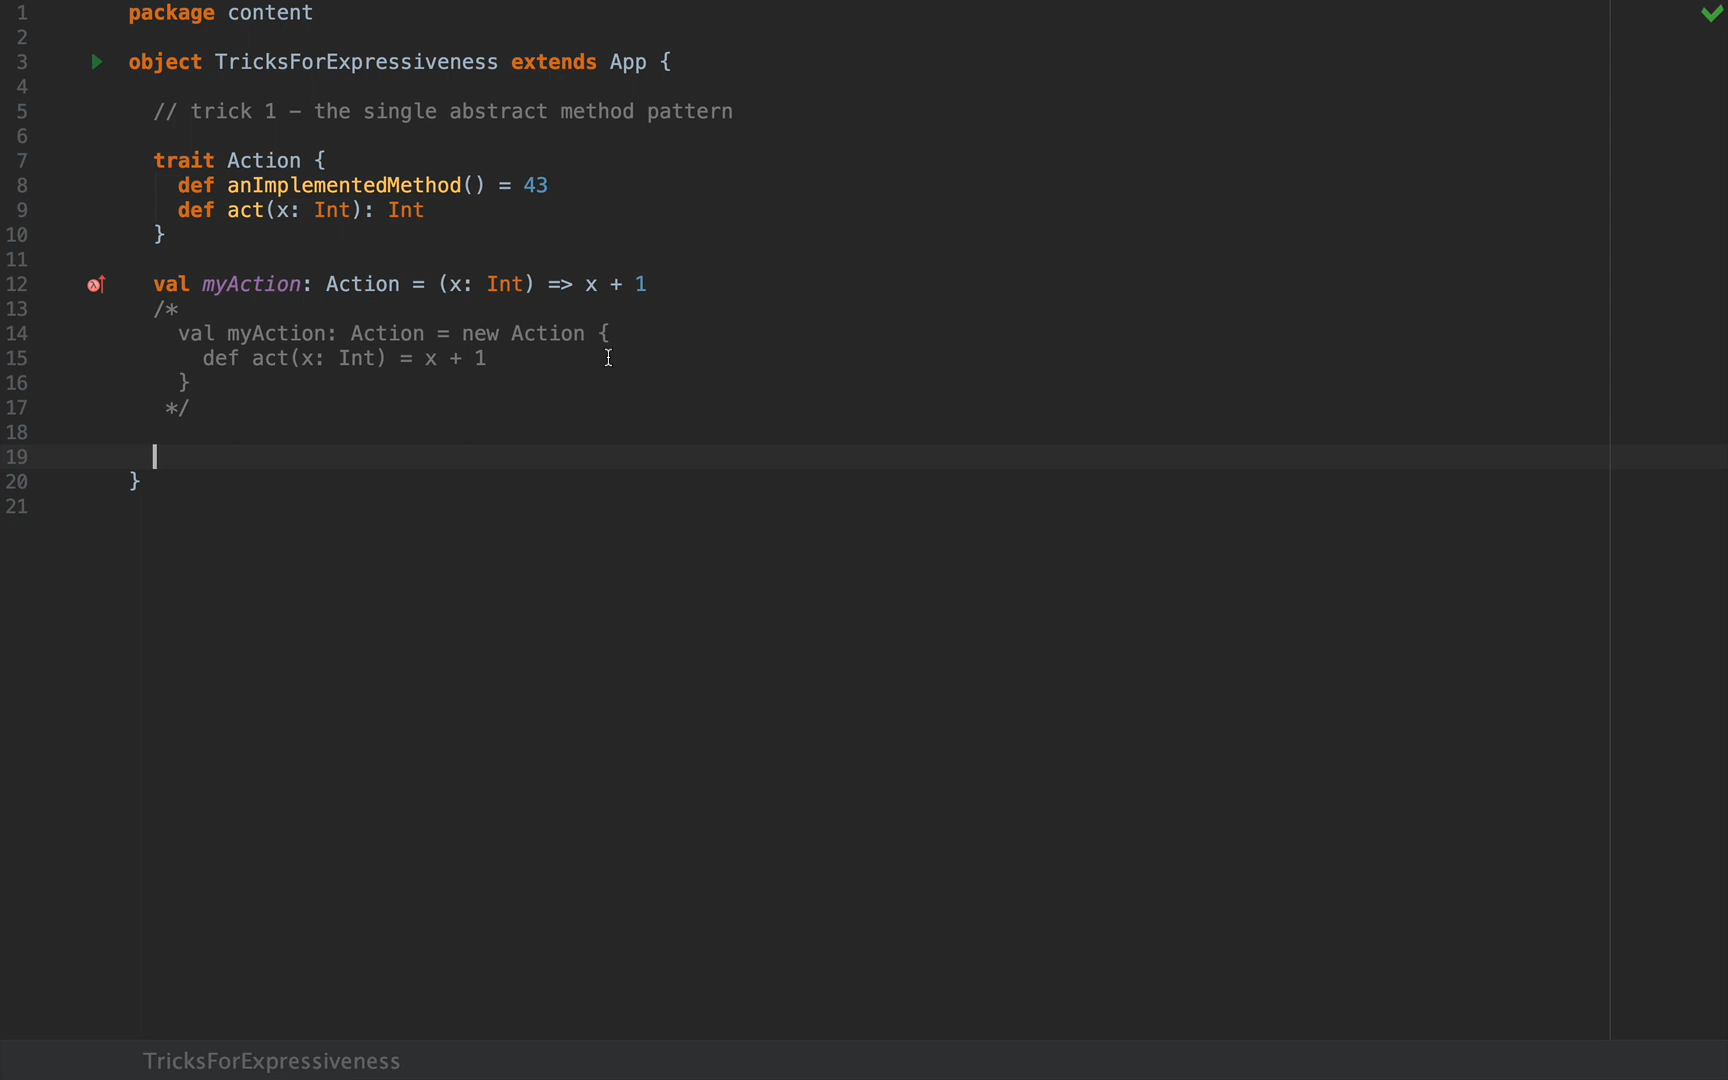 1 package content
2
3 object TricksForExpressiveness extends App {
4
5 // trick 1 – the single abstract method pattern
6
7 trait Action {
8 def anImplementedMethod() = 43
9 def act(x: Int): Int
10 }
11
12 val myAction: Action = (x: Int) => x + 1
13 /*
14 val myAction: Action = new Action {
15 def act(x: Int) = x + 1
16 }
17 */
18
19
20 }
21
TricksForExpressiveness